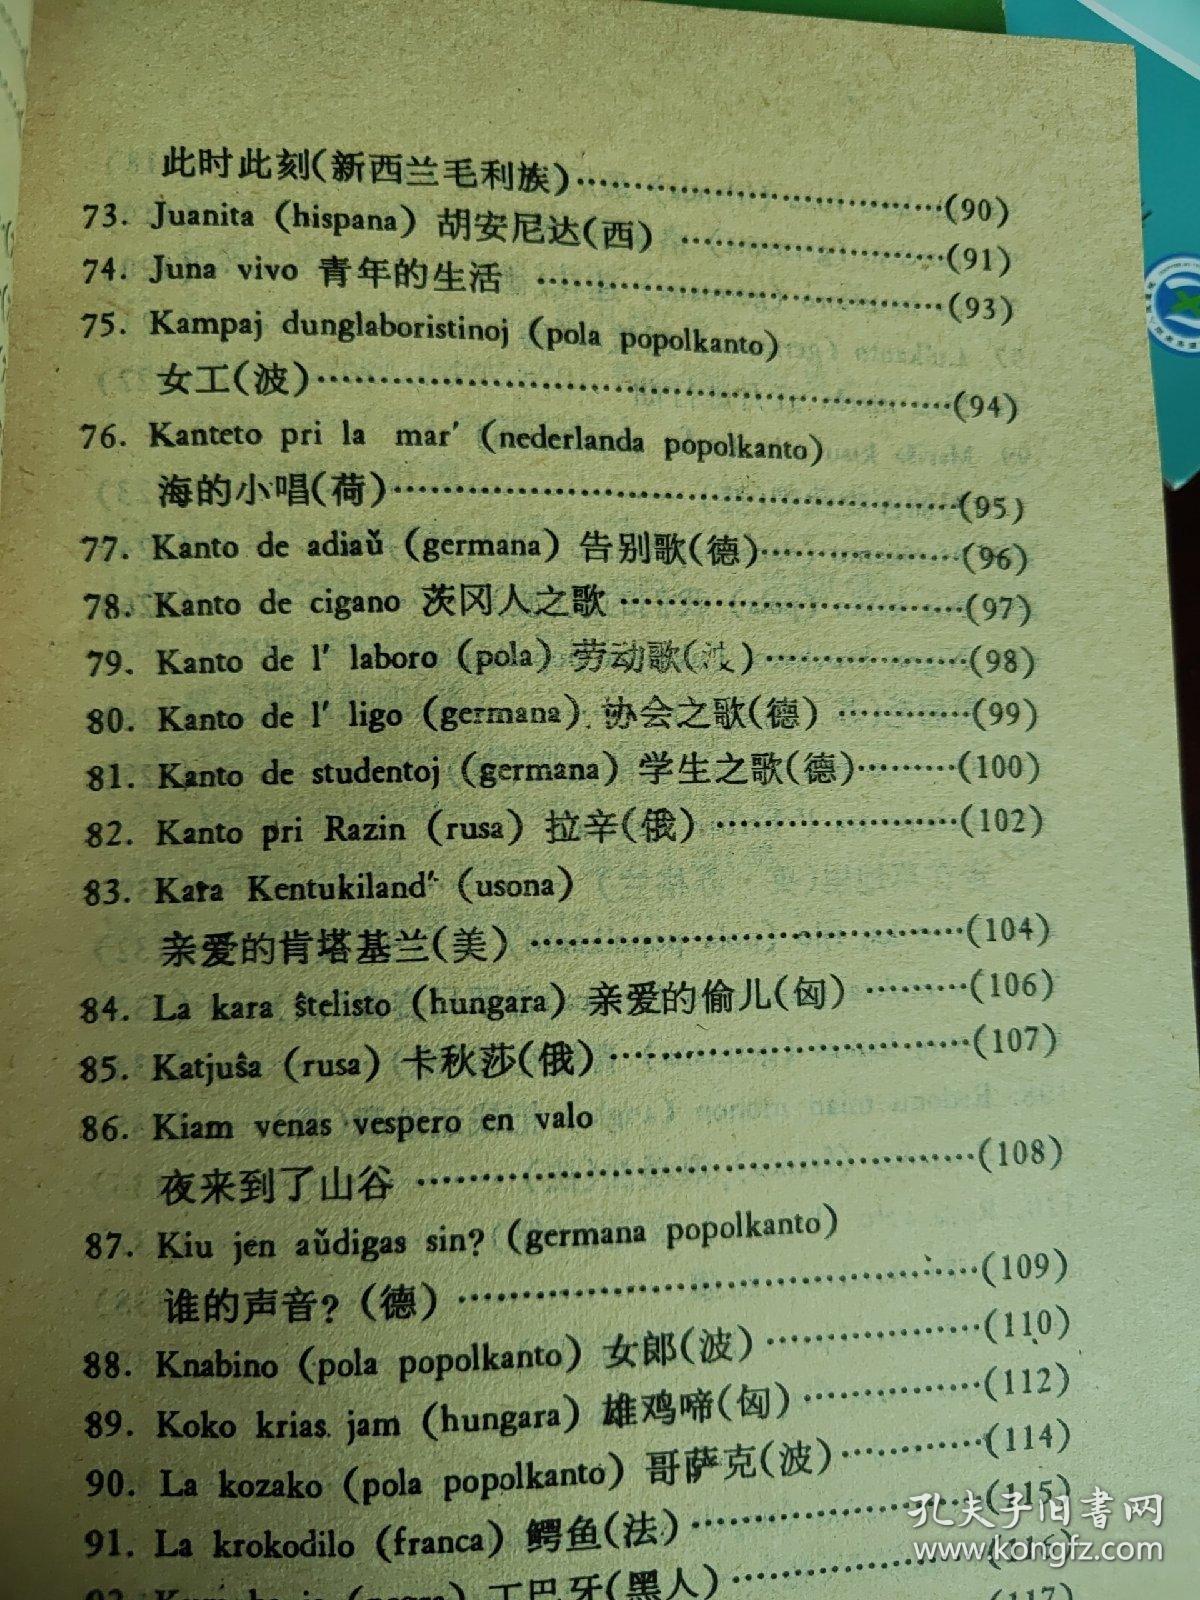 此时此刻(新西兰毛利族)……………………………(90)
73. Juanita (hispana) 胡安尼达(西) ……………………(91)
74. Juna vivo 青年的生活 ………………………………(93)
75. Kampaj dunglaboristinoj (pola popolkanto)
女工(波)……………………………………………………(94)
76. Kanteto pri la mar' (nederlanda popolkanto)
海的小唱(荷)………………………………………………(95)
77. Kanto de adiaŭ (germana) 告别歌(德)………………(96)
78. Kanto de cigano 茨冈人之歌 …………………………(97)
79. Kanto de l' laboro (pola) 劳动歌(波)………………(98)
80. Kanto de l' ligo (germana) 协会之歌(德) …………(99)
81. Kanto de studentoj (germana) 学生之歌(德)………(100)
82. Kanto pri Razin (rusa) 拉辛(俄) …………………(102)
83. Kara Kentukiland' (usona)
亲爱的肯塔基兰(美) …………………………………(104)
84. La kara ŝtelisto (hungara) 亲爱的偷儿(匈) ………(106)
85. Katjuŝa (rusa) 卡秋莎(俄)……………………………(107)
86. Kiam venas vespero en valo
夜来到了山谷 ……………………………………………(108)
87. Kiu jen aŭdigas sin? (germana popolkanto)
谁的声音? (德) …………………………………………(109)
88. Knabino (pola popolkanto) 女郎(波) ………………(110)
89. Koko krias jam (hungara) 雄鸡啼(匈) ……………(112)
90. La kozako (pola popolkanto) 哥萨克(波)…………(114)
91. La krokodilo (franca) 鳄鱼(法)……………………(115)
(黑人)……………………(116)
(117)
孔夫子旧书网
www.kongfz.com